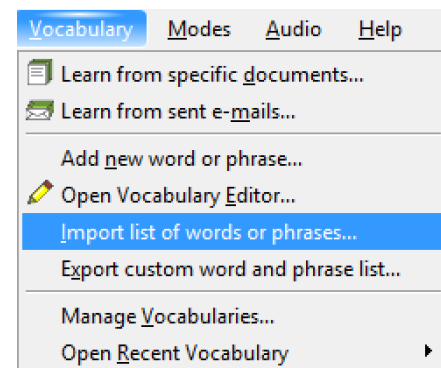 Vocabulary Modes Audio Help
Learn from specific documents...
Learn from sent e-mails...
Add new word or phrase...
Open Vocabulary Editor...
Import list of words or phrases...
Export custom word and phrase list...
Manage Vocabularies...
Open Recent Vocabulary